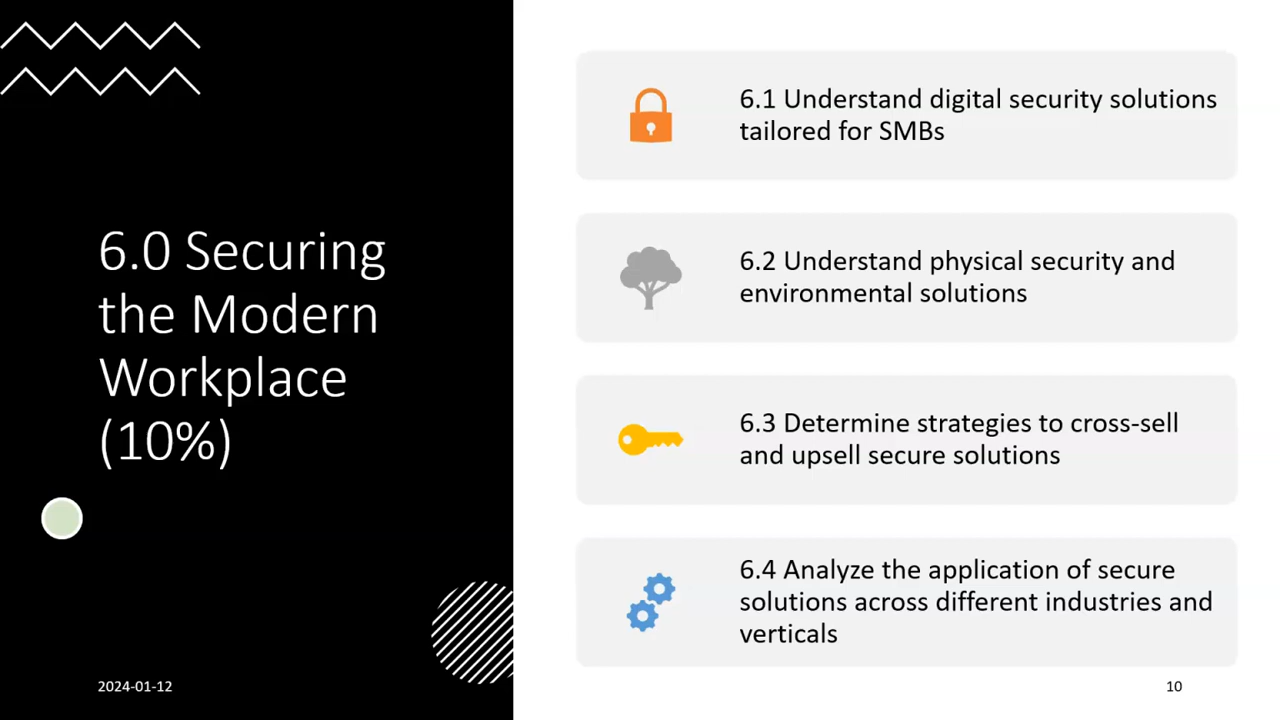 6.0 Securing
the Modern
Workplace
(10%)
6.1 Understand digital security solutions
tailored for SMBs
6.2 Understand physical security and
environmental solutions
6.3 Determine strategies to cross-sell
and upsell secure solutions
6.4 Analyze the application of secure
solutions across different industries and
verticals
2024-01-12
10